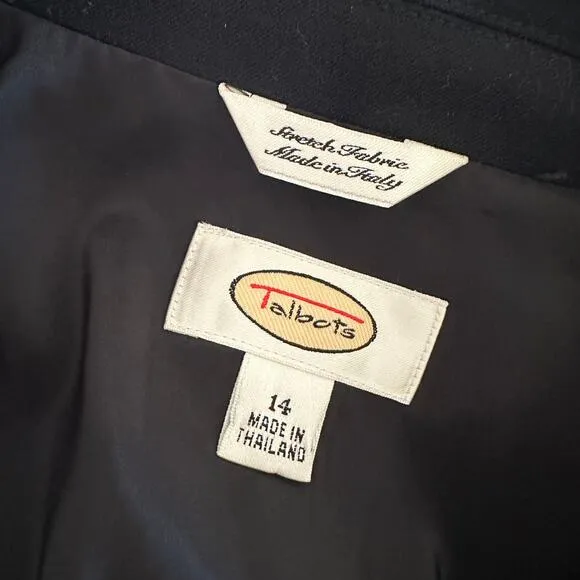 Stretch Fabric
Made in Italy
Talbots
14
MADE IN
THAILAND